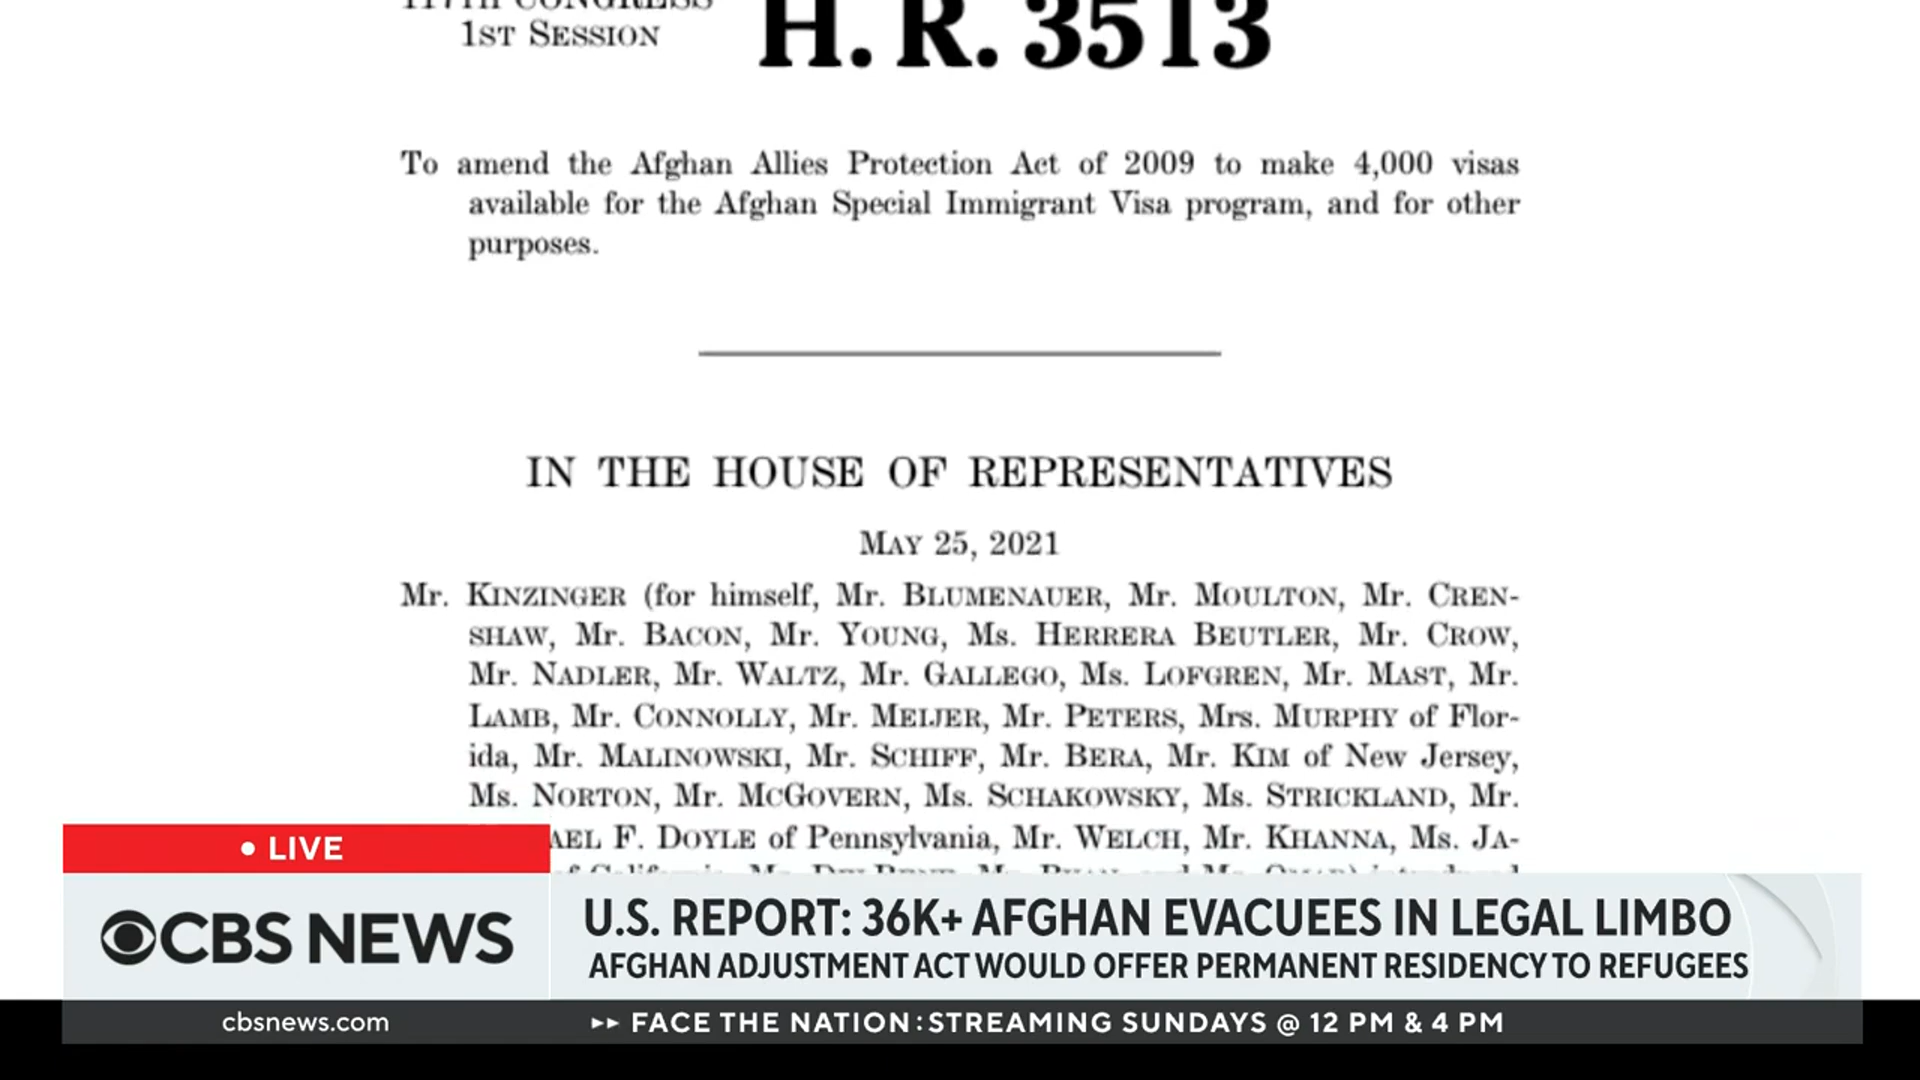 117TH CONGRESS
1ST SESSION
H. R. 3513
To amend the Afghan Allies Protection Act of 2009 to make 4,000 visas
available for the Afghan Special Immigrant Visa program, and for other
purposes.
IN THE HOUSE OF REPRESENTATIVES
MAY 25, 2021
Mr. KINZINGER (for himself, Mr. BLUMENAUER, Mr. MOULTON, Mr. CREN-
SHAW, Mr. BACON, Mr. YOUNG, Ms. HERRERA BEUTLER, Mr. CROW,
Mr. NADLER, Mr. WALTZ, Mr. GALLEGO, Ms. LOFGREN, Mr. MAST, Mr.
LAMB, Mr. CONNOLLY, Mr. MEIJER, Mr. PETERS, Mrs. MURPHY of Flor-
ida, Mr. MALINOWSKI, Mr. SCHIFF, Mr. BERA, Mr. KIM of New Jersey,
Ms. NORTON, Mr. MCGOVERN, Ms. SCHAKOWSKY, Ms. STRICKLAND, Mr.
AEL F. DOYLE of Pennsylvania, Mr. WELCH, Mr. KHANNA, Ms. JA-
• LIVE
CBS NEWS
U.S. REPORT: 36K+ AFGHAN EVACUEES IN LEGAL LIMBO
AFGHAN ADJUSTMENT ACT WOULD OFFER PERMANENT RESIDENCY TO REFUGEES
cbsnews.com
FACE THE NATION: STREAMING SUNDAYS @ 12 PM & 4 PM